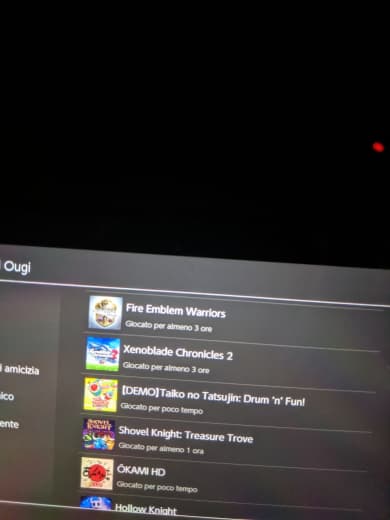 Ougi
Fire Emblem Warriors
Giocato per almeno 3 ore
Xenoblade Chronicles 2
Giocato per almeno 3 ore
i amicizia
[DEMO]Taiko no Tatsujin: Drum 'n' Fun!
Giocato per poco tempo
ico
ente
Shovel Knight: Treasure Trove
Giocato per almeno 1 ora
ŌKAMI HD
Giocato per poco tempo
Hollow Knight